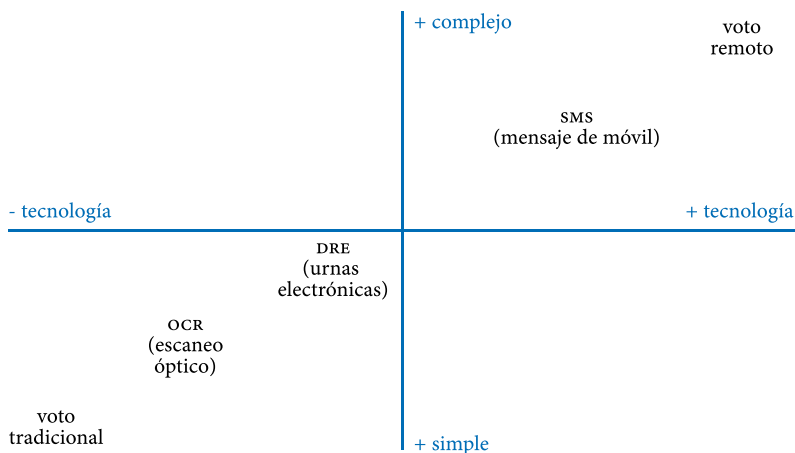 + complejo
voto
remoto
SMS
(mensaje de móvil)
- tecnología
+ tecnología
DRE
(urnas
electrónicas)
OCR
(escaneo
óptico)
voto
tradicional
+ simple